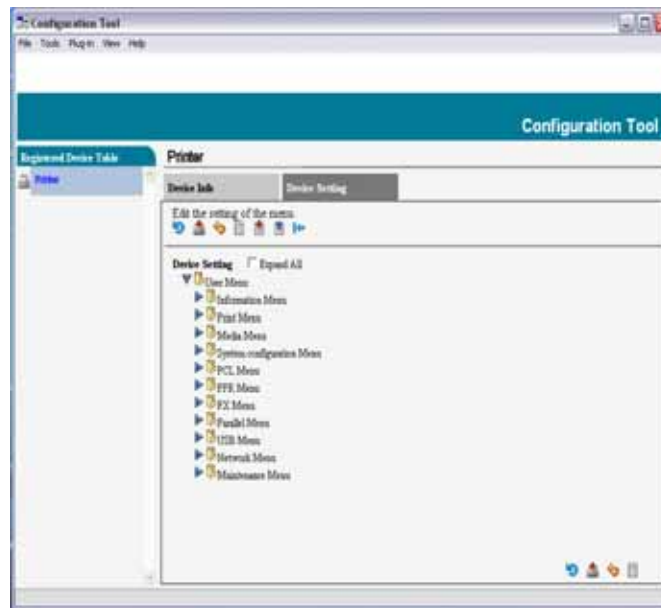 Configuration Tool
File Tools Plug-in View Help
Configuration Tool
Registered Device Table
Printer
Printer
Device Info
Device Setting
Edit the setting of the menu.
Device Setting Expand All
User Menu
Information Menu
Print Menu
Media Menu
System configuration Menu
PCL Menu
PPR Menu
FX Menu
Parallel Menu
USB Menu
Network Menu
Maintenance Menu